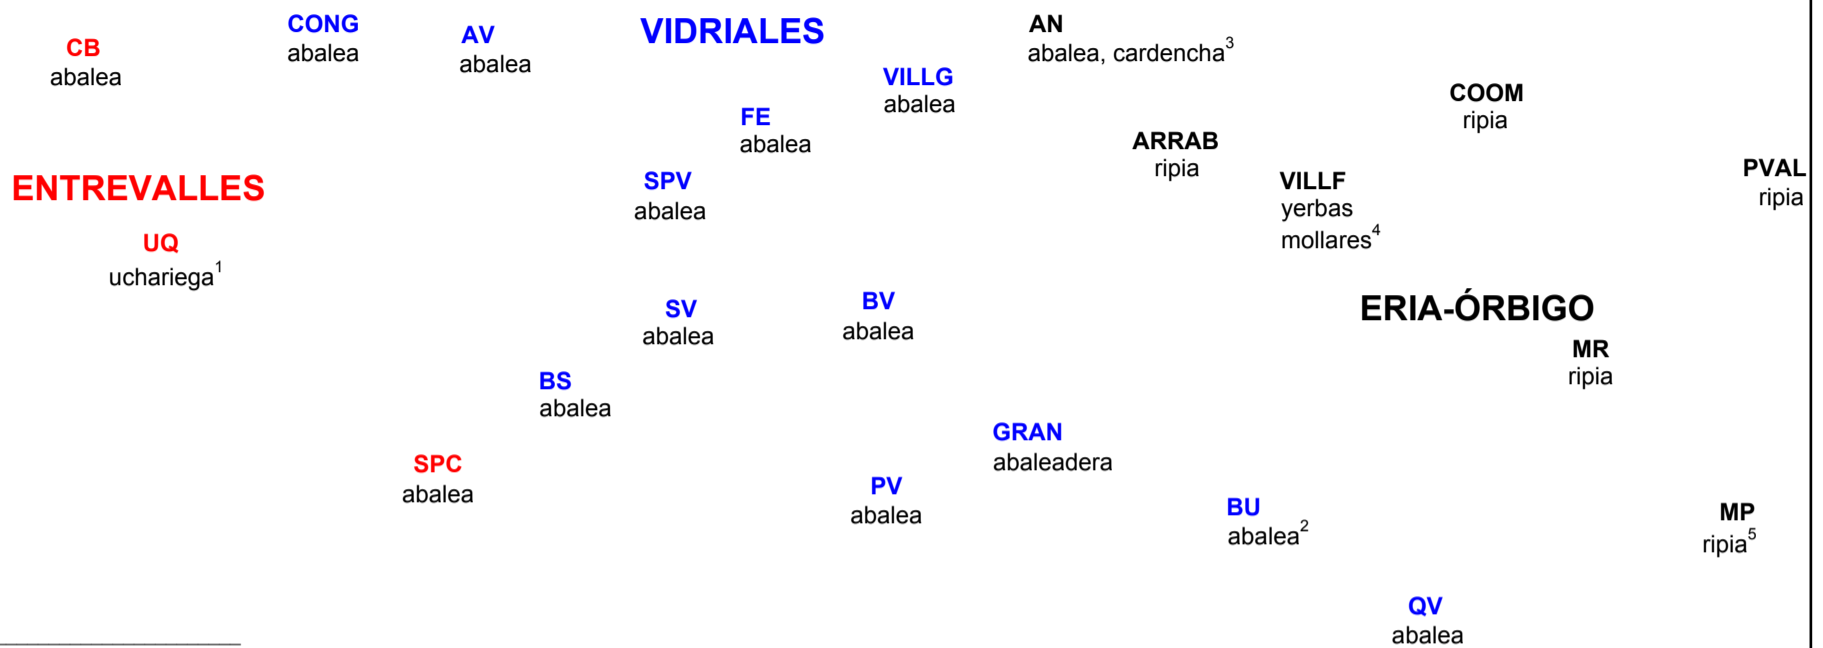 CONG
abalea
AV
abalea
VIDRIALES
AN
abalea, cardencha³
CB
abalea
VILLG
abalea
COOM
ripia
FE
abalea
ARRAB
ripia
PVAL
ripia
ENTREVALLES
SPV
abalea
VILLF
yerbas
mollares⁴
UQ
uchariega¹
SV
abalea
BV
abalea
ERIA-ÓRBIGO
MR
ripia
BS
abalea
GRAN
abaleadera
SPC
abalea
PV
abalea
BU
abalea²
MP
ripia⁵
QV
abalea